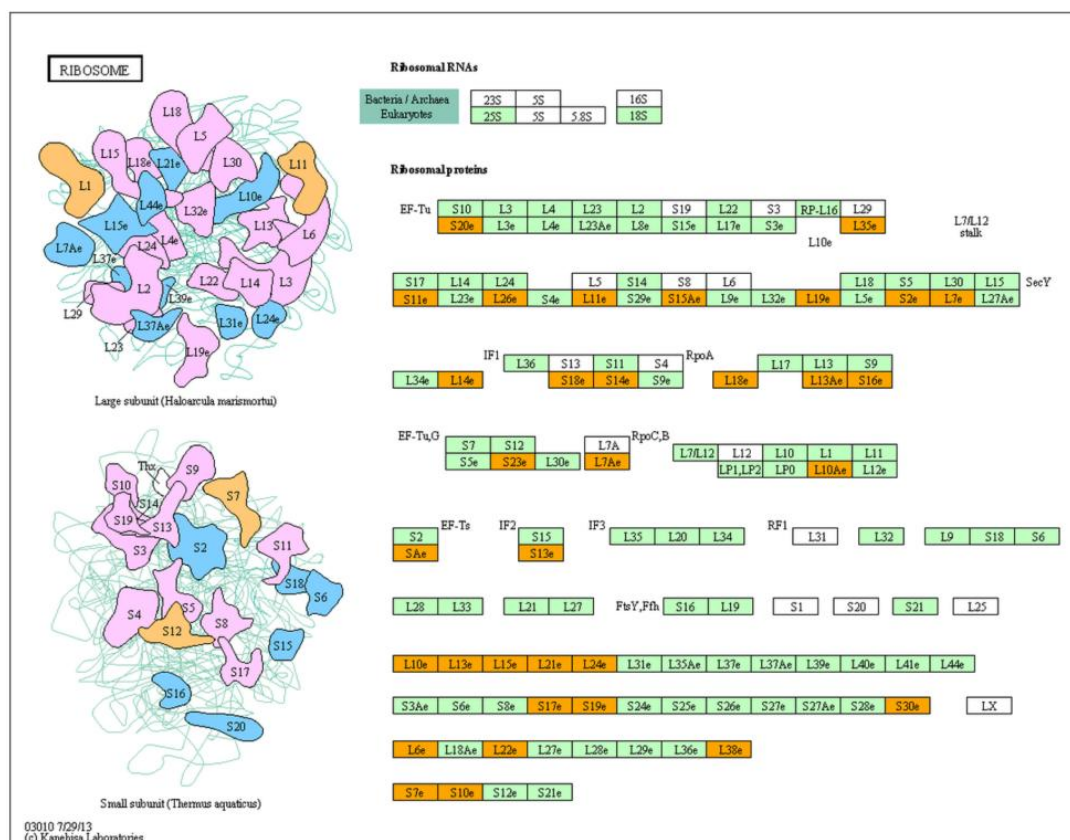 RIBOSOME
Ribosomal RNAs
Bacteria / Archaea 23S 5S 16S
Eukaryotes 25S 5S 5.8S 18S
Ribosomal proteins
EF-Tu S10 L3 L4 L23 L2 S19 L22 S3 RP-L16 L29
S20e L3e L4e L23Ae L8e S15e L17e S3e L35e
L10e
L7/L12
stalk
S17 L14 L24 L5 S14 S8 L6 L18 S5 L30 L15 SecY
S11e L23e L26e S4e L11e S29e S15Ae L9e L32e L19e L5e S2e L7e L27Ae
IF1 L36 S13 S11 S4 RpoA L17 L13 S9
L34e L14e S18e S14e S9e L18e L13Ae S16e
EF-Tu,G S7 S12 L7A RpoC,B L7/L12 L12 L10 L1 L11
S5e S23e L30e L7Ae LP1,LP2 LP0 L10Ae L12e
S2 EF-Ts IF2 S15 IF3 L35 L20 L34 RF1 L31 L32 L9 S18 S6
SAe S13e
L28 L33 L21 L27 FtsY,Ffh S16 L19 S1 S20 S21 L25
L10e L13e L15e L21e L24e L31e L35Ae L37e L37Ae L39e L40e L41e L44e
S3Ae S6e S8e S17e S19e S24e S25e S26e S27e S27Ae S28e S30e LX
L6e L18Ae L22e L27e L28e L29e L36e L38e
S7e S10e S12e S21e
L18
L5
L15
L18e
L21e
L30
L11
L1
L44e
L10e
L32e
L15e
L13
L6
L7Ae
L4e
L24
L37e
L2
L22
L14
L3
L39e
L29
L37Ae
L31e
L24e
L23
L19e
Large subunit (Haloarcula marismortui)
S9
Thx
S10
S14
S7
S19
S13
S3
S2
S11
S18
S6
S5
S4
S8
S12
S15
S17
S16
S20
Small subunit (Thermus aquaticus)
03010 7/29/13
(c) Kanehisa Laboratories